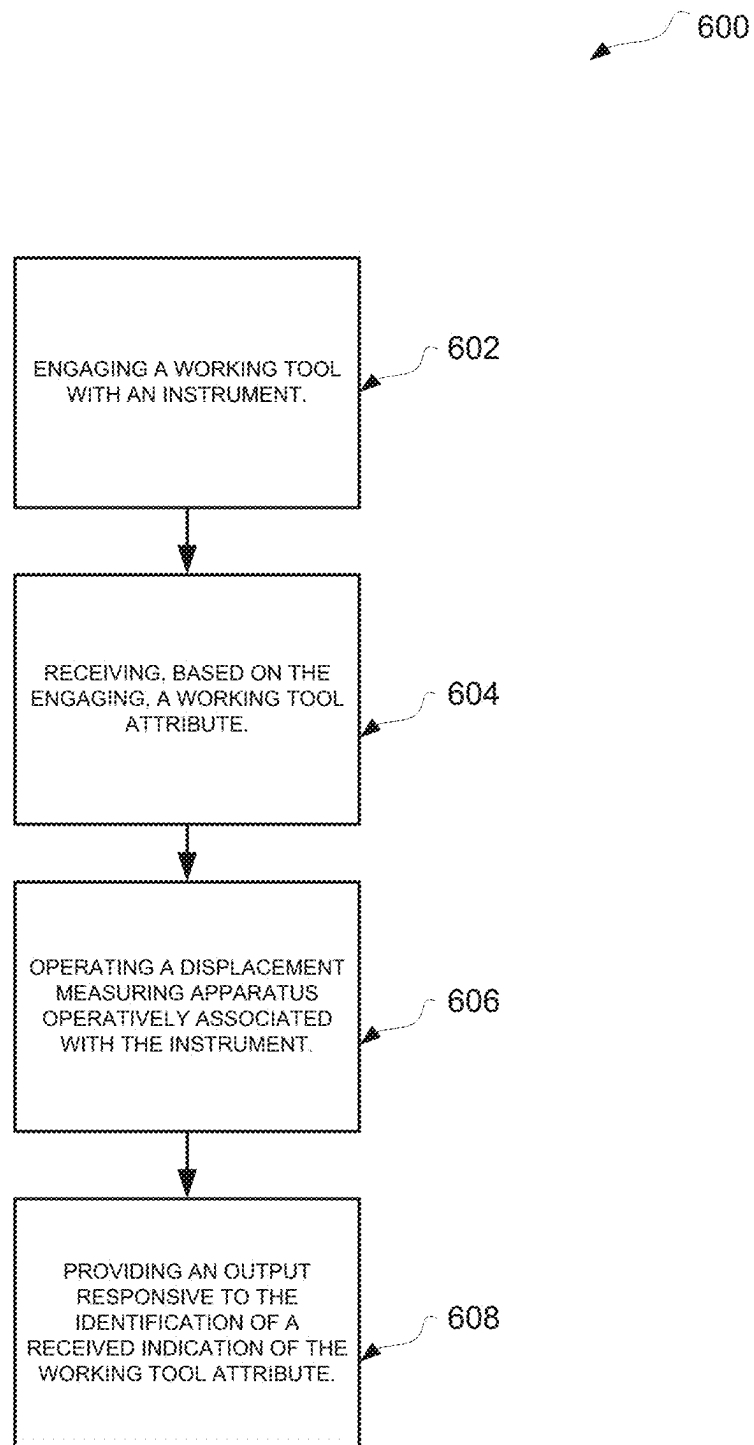 600
ENGAGING A WORKING TOOL
WITH AN INSTRUMENT.
602
RECEIVING, BASED ON THE
ENGAGING, A WORKING TOOL
ATTRIBUTE.
604
OPERATING A DISPLACEMENT
MEASURING APPARATUS
OPERATIVELY ASSOCIATED
WITH THE INSTRUMENT.
606
PROVIDING AN OUTPUT
RESPONSIVE TO THE
IDENTIFICATION OF A
RECEIVED INDICATION OF THE
WORKING TOOL ATTRIBUTE.
608